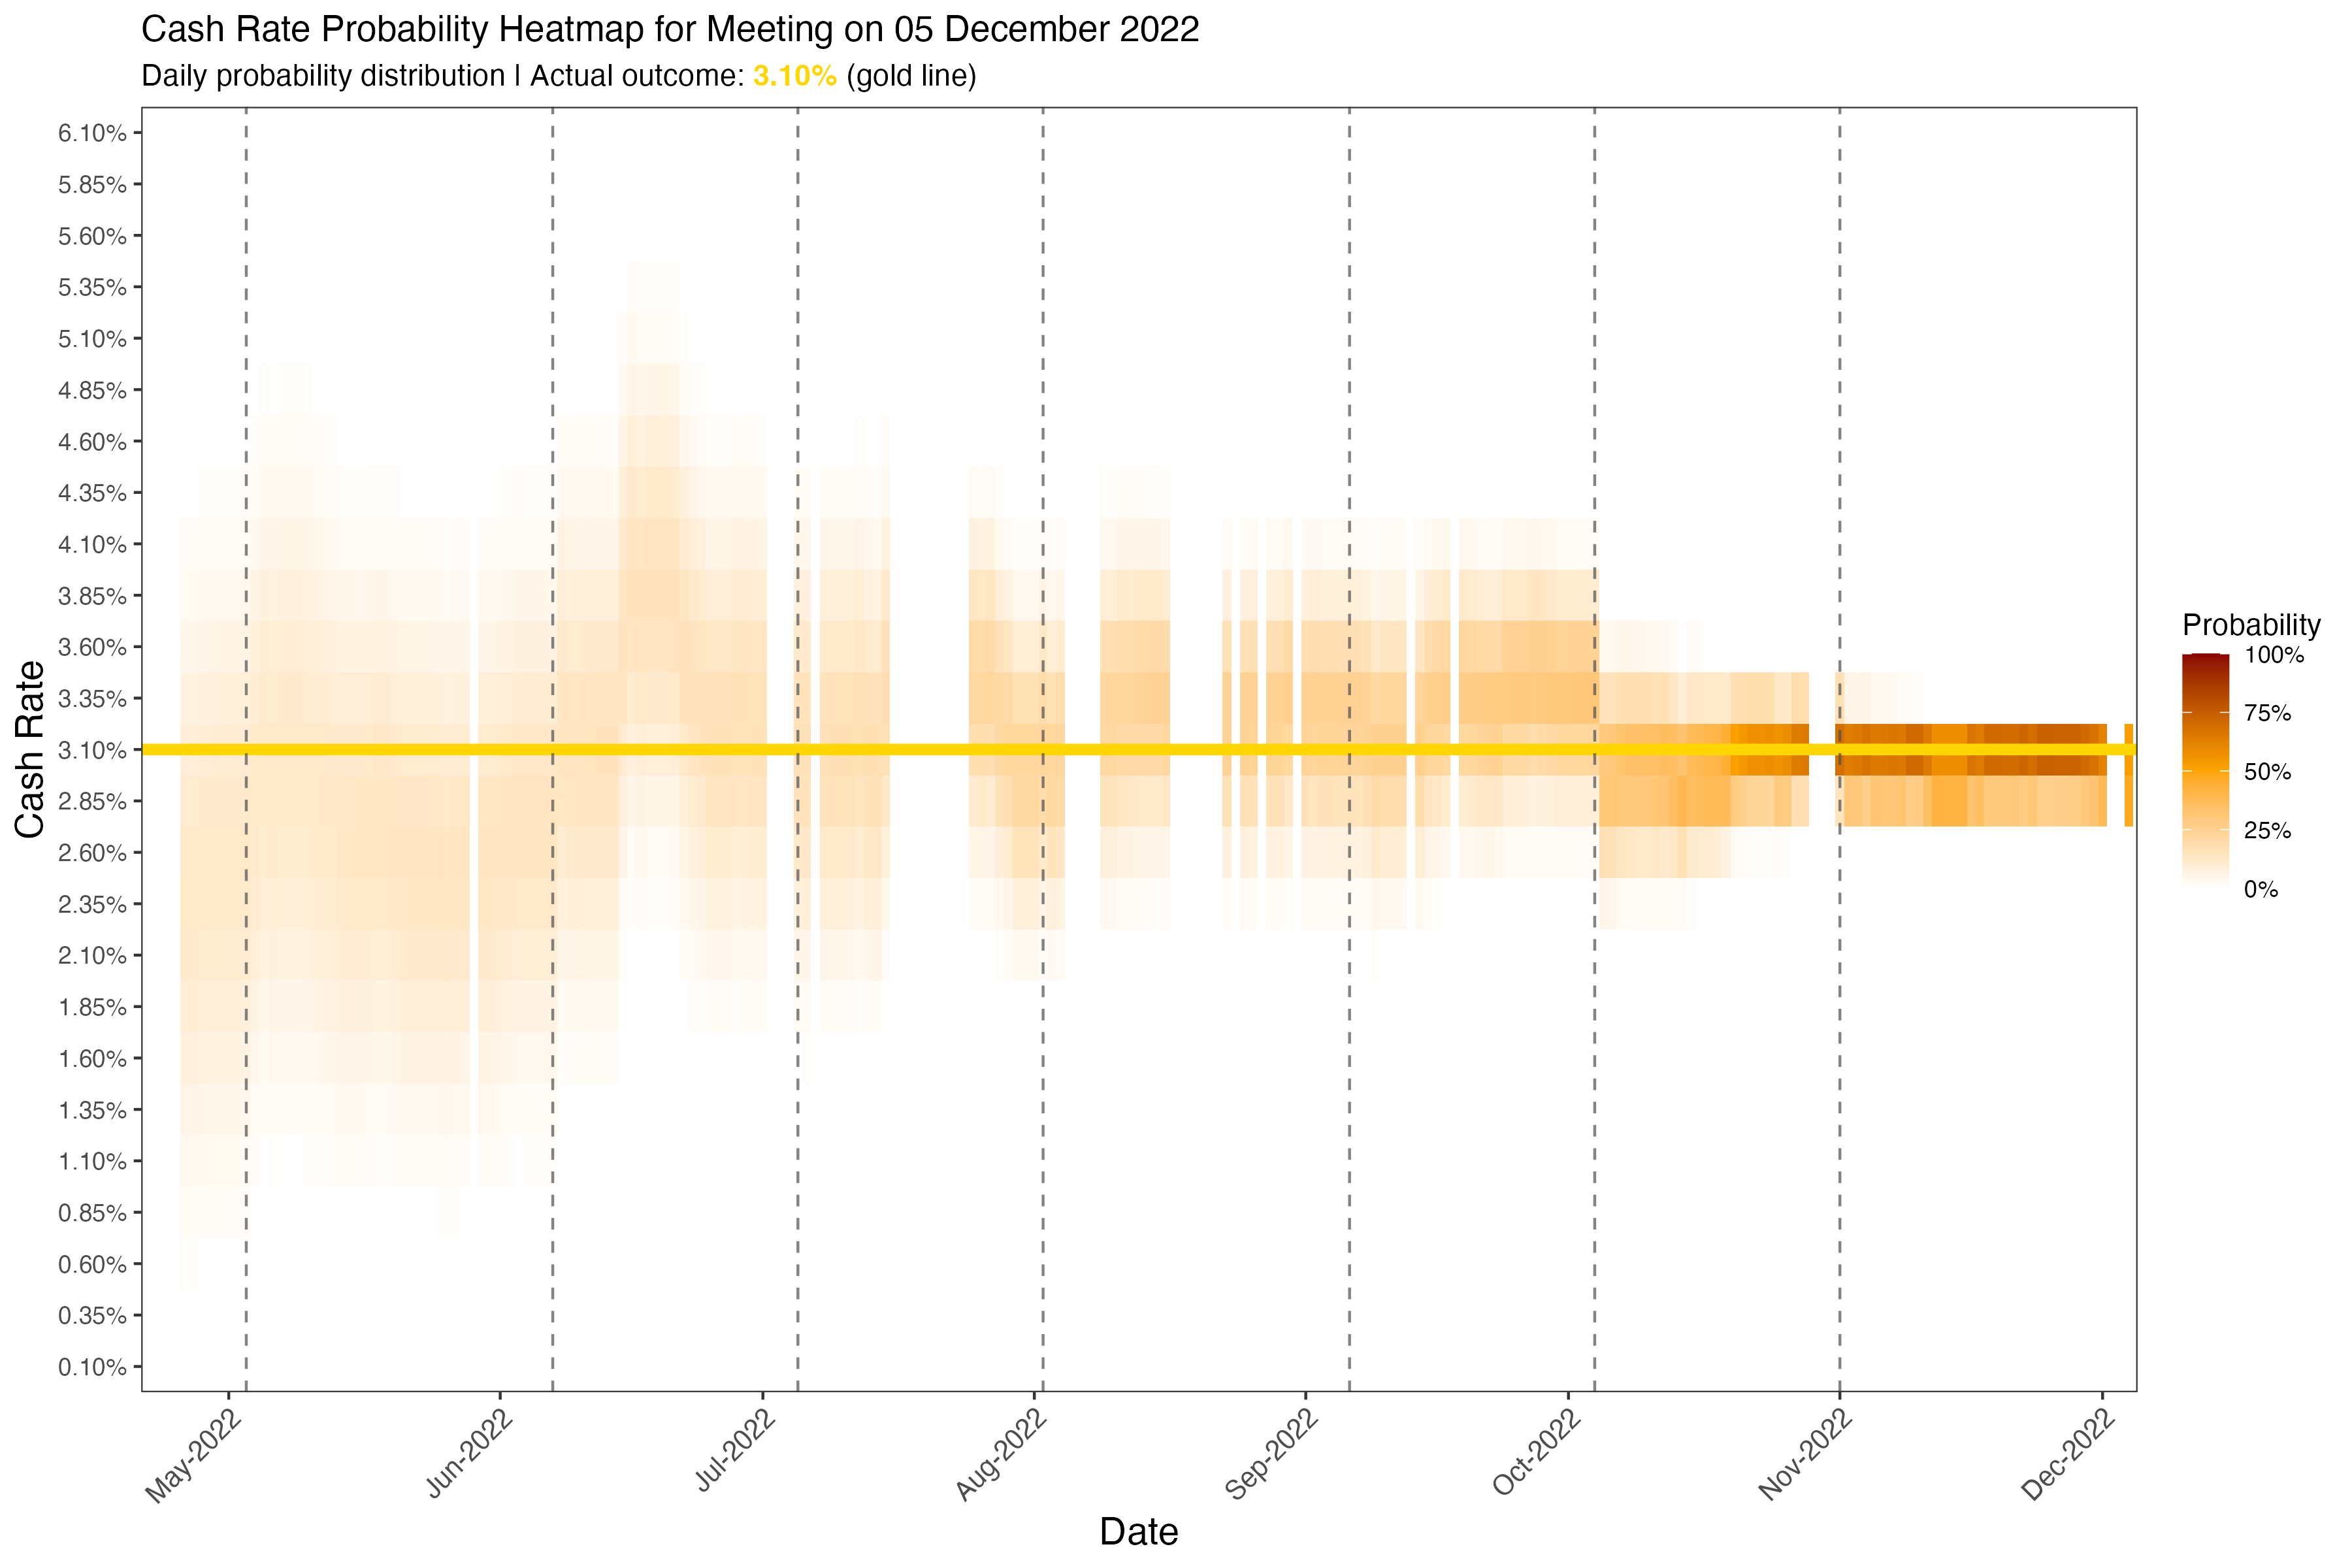 Cash Rate Probability Heatmap for Meeting on 05 December 2022
Daily probability distribution | Actual outcome: 3.10% (gold line)
Cash Rate
6.10%
5.85%
5.60%
5.35%
5.10%
4.85%
4.60%
4.35%
4.10%
3.85%
3.60%
3.35%
3.10%
2.85%
2.60%
2.35%
2.10%
1.85%
1.60%
1.35%
1.10%
0.85%
0.60%
0.35%
0.10%
May-2022
Jun-2022
Jul-2022
Aug-2022
Sep-2022
Oct-2022
Nov-2022
Dec-2022
Date
Probability
100%
75%
50%
25%
0%